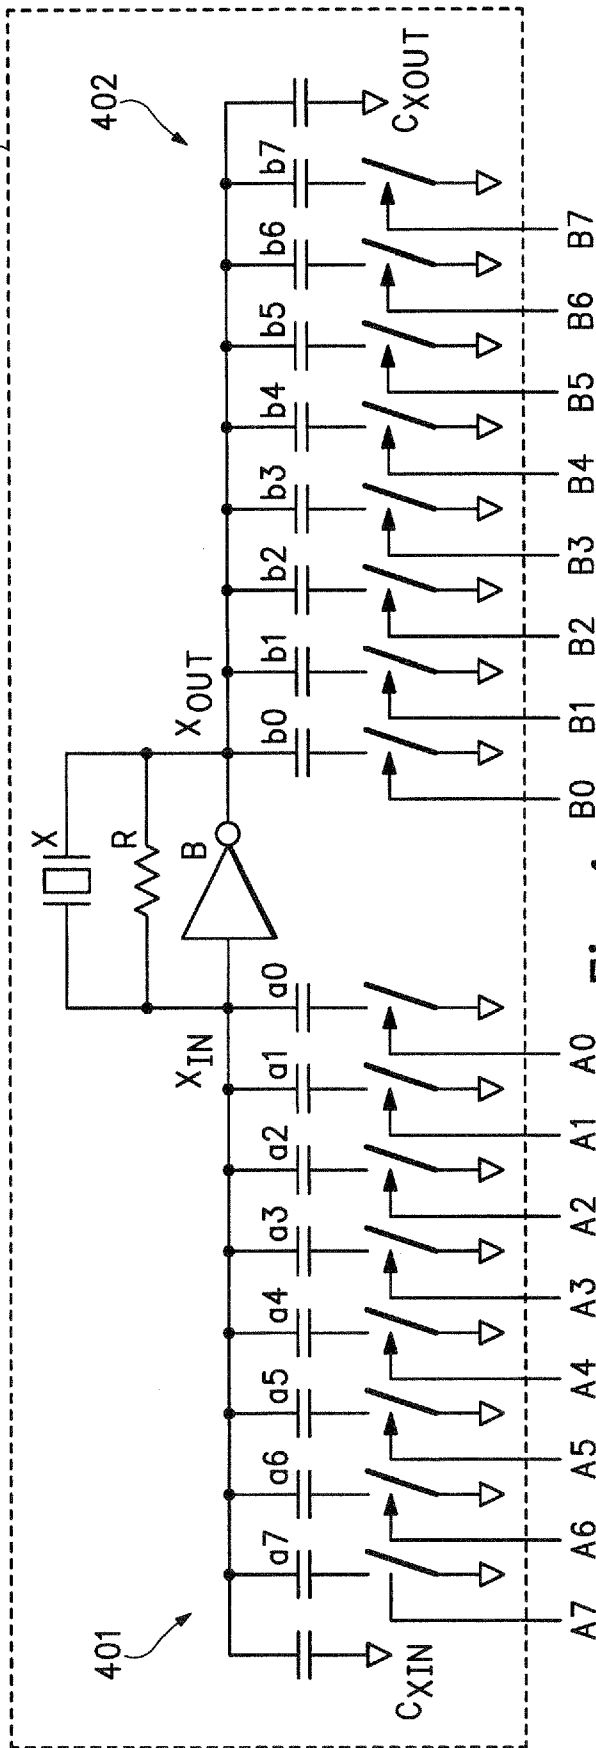 401
402
X
R
B
X_IN
X_OUT
a7 a6 a5 a4 a3 a2 a1 a0
b0 b1 b2 b3 b4 b5 b6 b7
C_XIN
C_XOUT
A7 A6 A5 A4 A3 A2 A1 A0
B0 B1 B2 B3 B4 B5 B6 B7